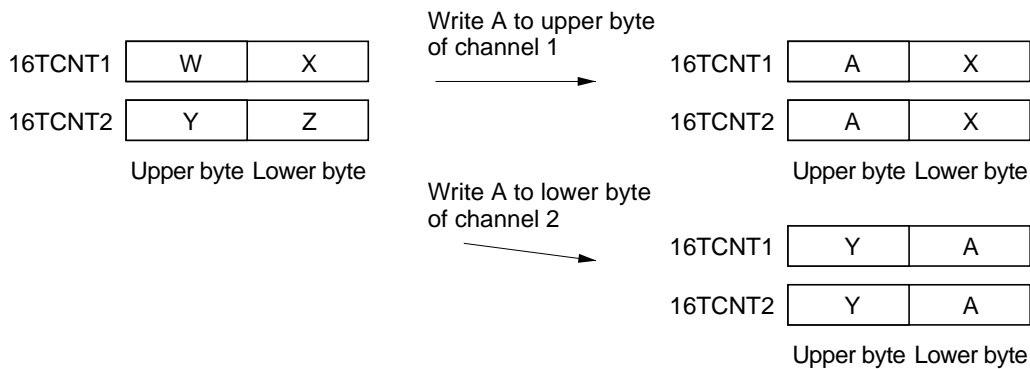 Write A to upper byte
of channel 1
16TCNT1 W X
16TCNT2 Y Z
Upper byte Lower byte
16TCNT1 A X
16TCNT2 A X
Upper byte Lower byte
Write A to lower byte
of channel 2
16TCNT1 Y A
16TCNT2 Y A
Upper byte Lower byte